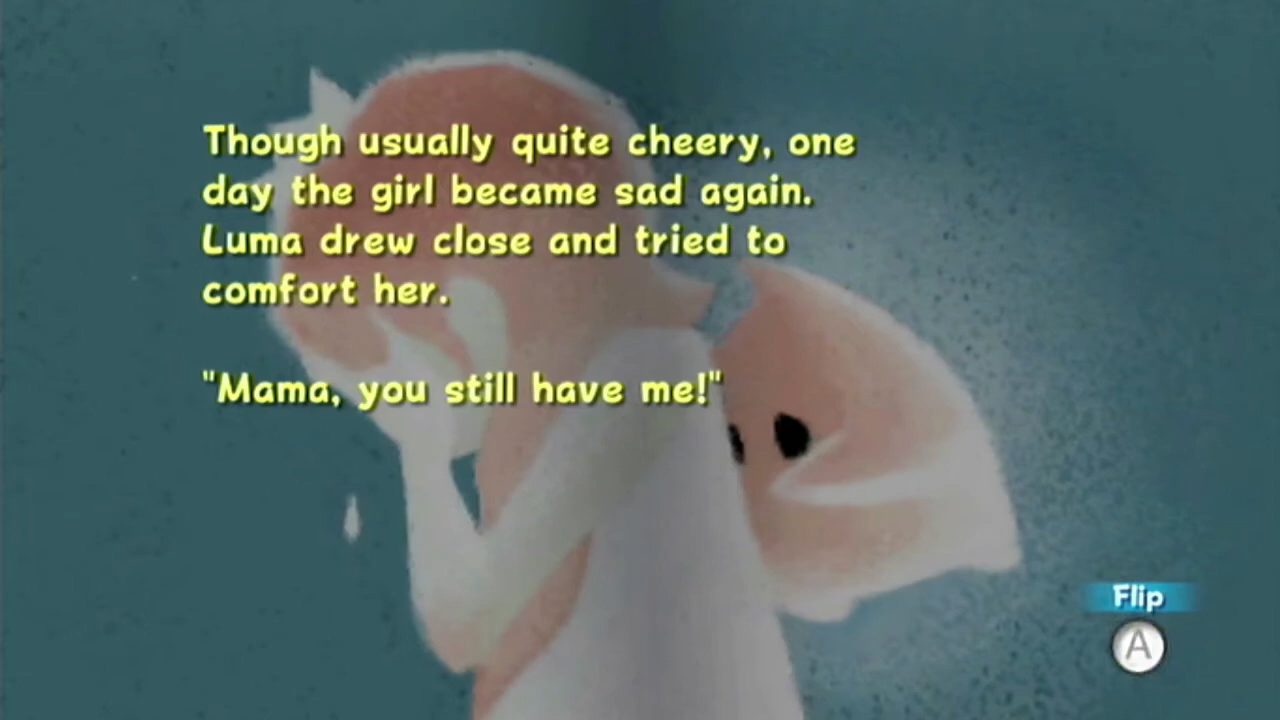 Though usually quite cheery, one
day the girl became sad again.
Luma drew close and tried to
comfort her.
"Mama, you still have me!"
Flip
A